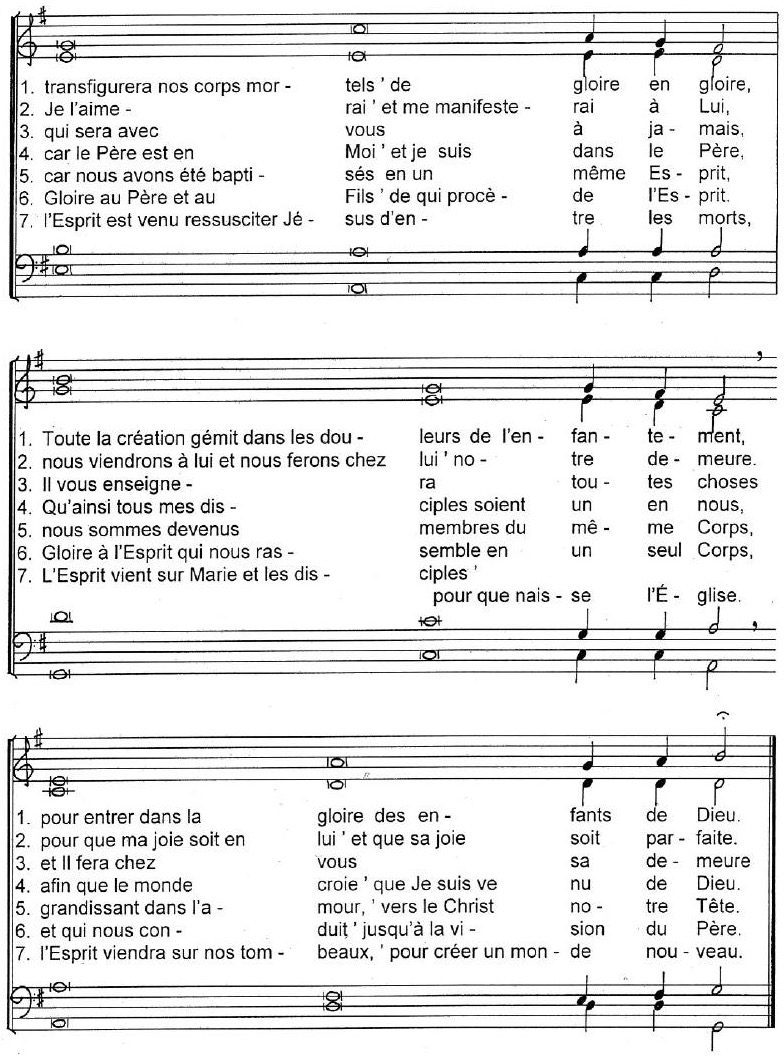 1. transfigurera nos corps mor - tels ' de gloire en gloire,
2. Je l'aime - rai ' et me manifeste - rai à Lui,
3. qui sera avec vous à ja - mais,
4. car le Père est en Moi ' et je suis dans le Père,
5. car nous avons été bapti - sés en un même Es - prit,
6. Gloire au Père et au Fils ' de qui procè - de l'Es - prit.
7. l'Esprit est venu ressusciter Jé - sus d'en - tre les morts,
1. Toute la création gémit dans les dou - leurs de l'en - fan - te - ment,
2. nous viendrons à lui et nous ferons chez lui ' no - tre de - meure.
3. Il vous enseigne - ra tou - tes choses
4. Qu'ainsi tous mes dis - ciples soient un en nous,
5. nous sommes devenus membres du mê - me Corps,
6. Gloire à l'Esprit qui nous ras - semble en un seul Corps,
7. L'Esprit vient sur Marie et les dis - ciples '
pour que nais - se l'É - glise.
1. pour entrer dans la gloire des en - fants de Dieu.
2. pour que ma joie soit en lui ' et que sa joie soit par - faite.
3. et Il fera chez vous sa de - meure
4. afin que le monde croie ' que Je suis ve nu de Dieu.
5. grandissant dans l'a - mour, ' vers le Christ no - tre Tête.
6. et qui nous con - duit ' jusqu'à la vi - sion du Père.
7. l'Esprit viendra sur nos tom - beaux, ' pour créer un mon - de nou - veau.